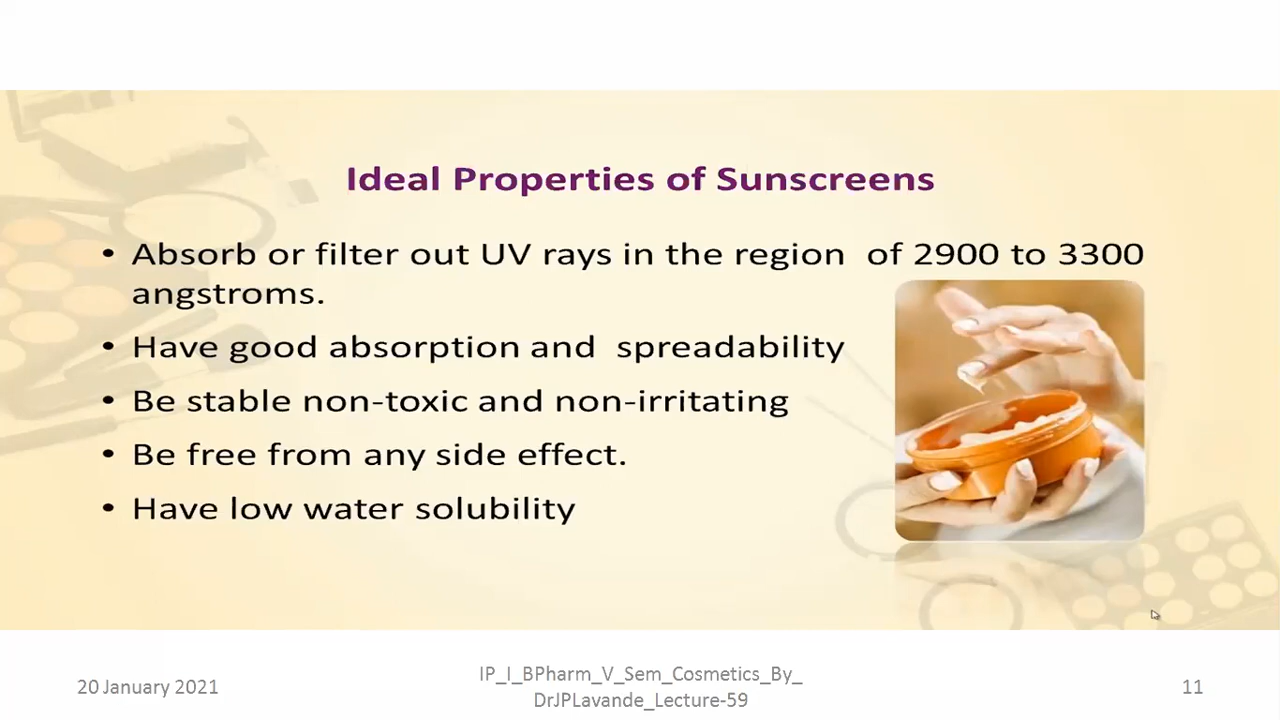 Ideal Properties of Sunscreens
• Absorb or filter out UV rays in the region of 2900 to 3300
angstroms.
• Have good absorption and spreadability
• Be stable non-toxic and non-irritating
• Be free from any side effect.
• Have low water solubility
20 January 2021
IP_I_BPharm_V_Sem_Cosmetics_By_
DrJPLavande_Lecture-59
11